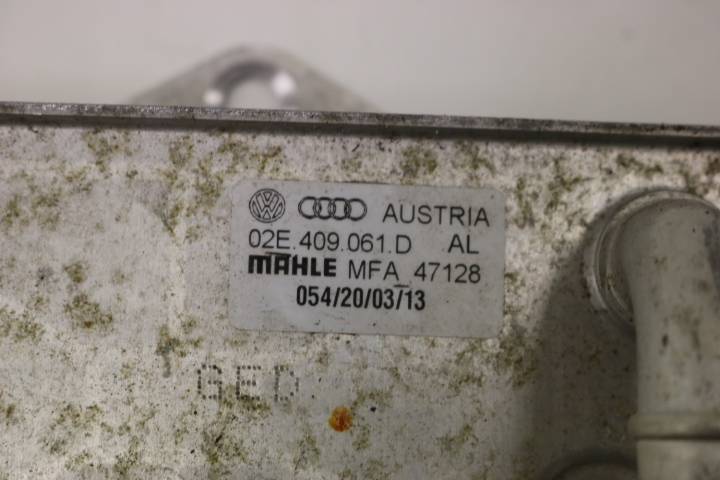 AUSTRIA
02E.409.061.D AL
MAHLE MFA 47128
054/20/03/13
GED